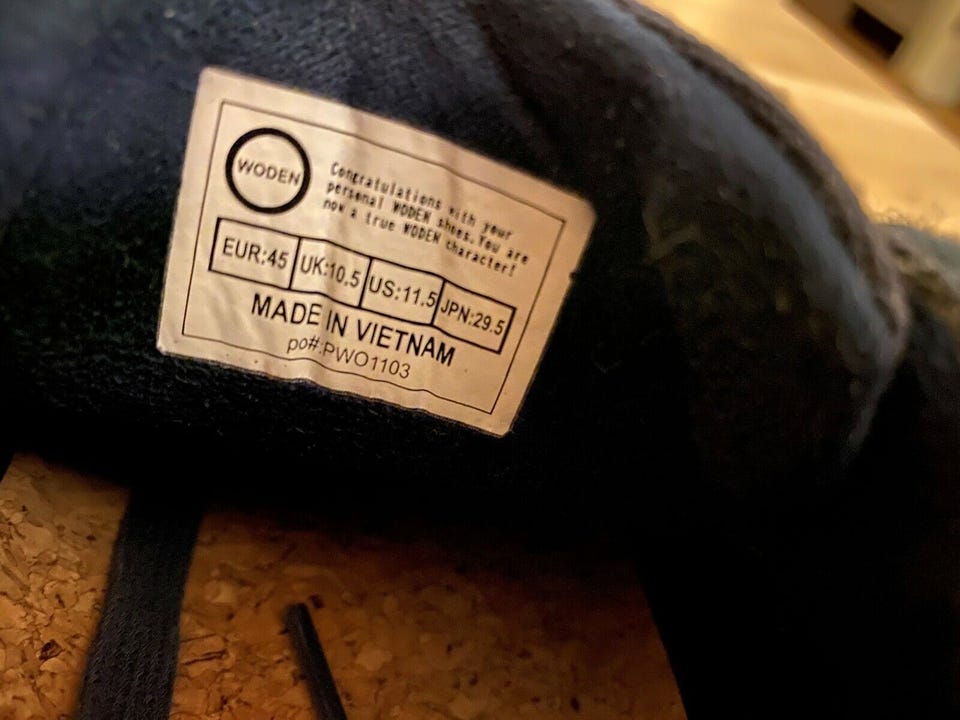 WODEN
Congratulations with your
personal WODEN shoes.You are
now a true WODEN character!
EUR:45 UK:10.5 US:11.5 JPN:29.5
MADE IN VIETNAM
po#:PWO1103